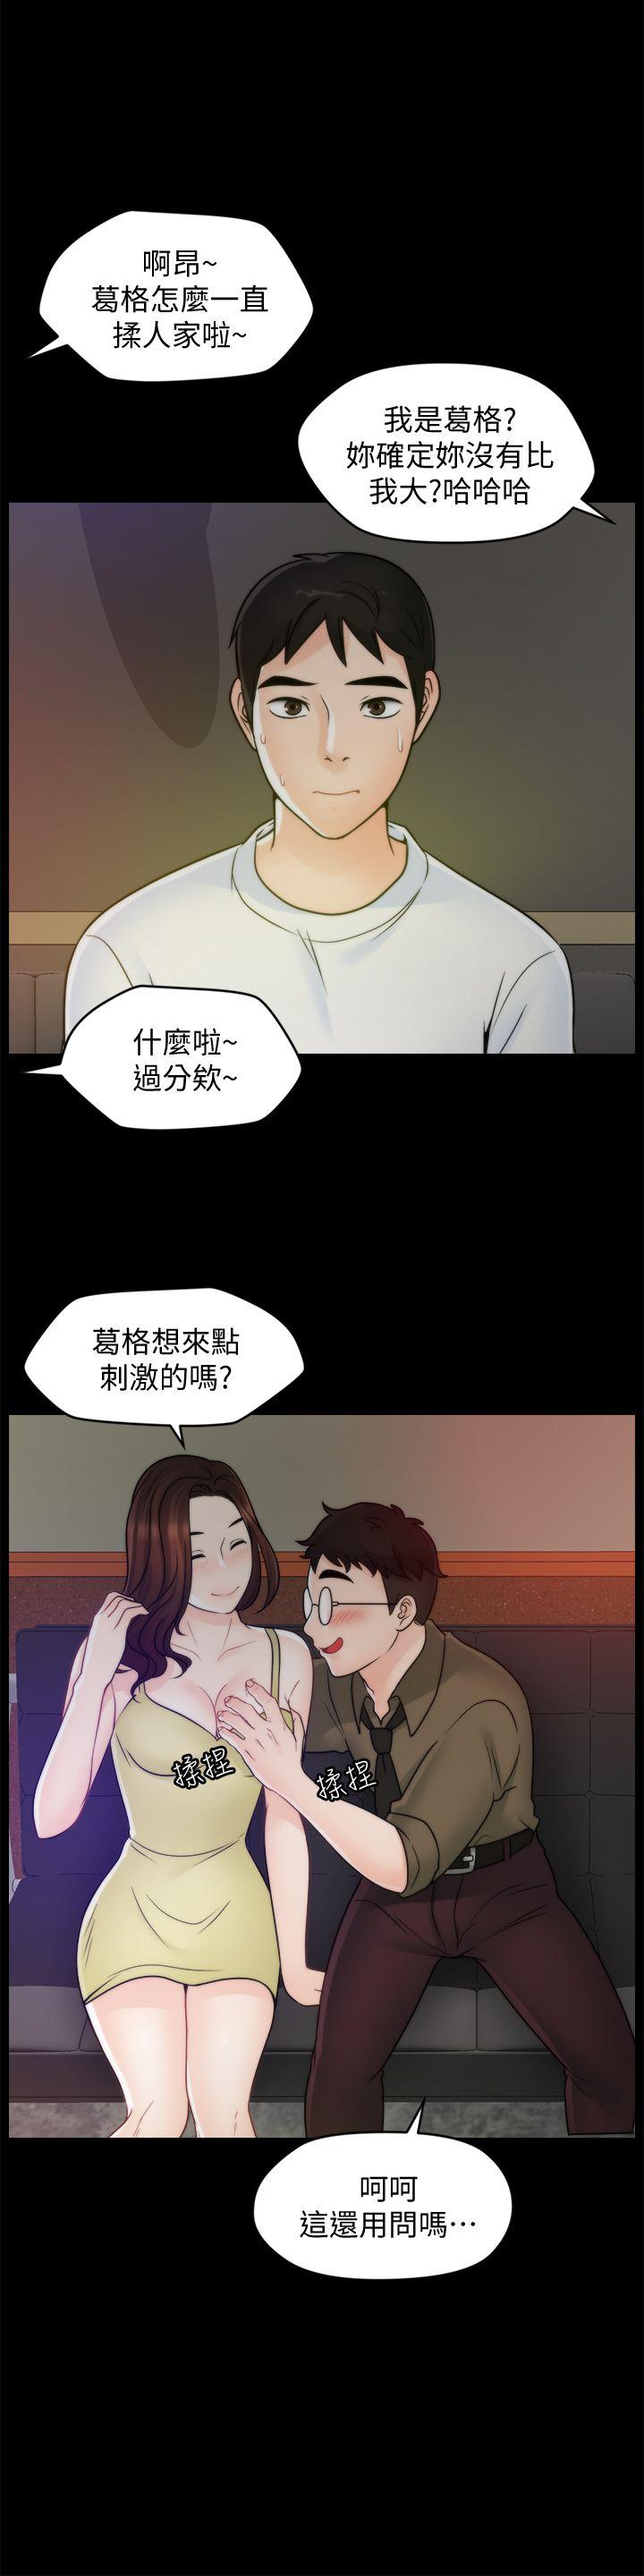 啊昂~
葛格怎麼一直
揉人家啦~
我是葛格?
妳確定妳沒有比
我大?哈哈哈
什麼啦~
過分欸~
葛格想來點
刺激的嗎?
揉捏
揉捏
呵呵
這還用問嗎…